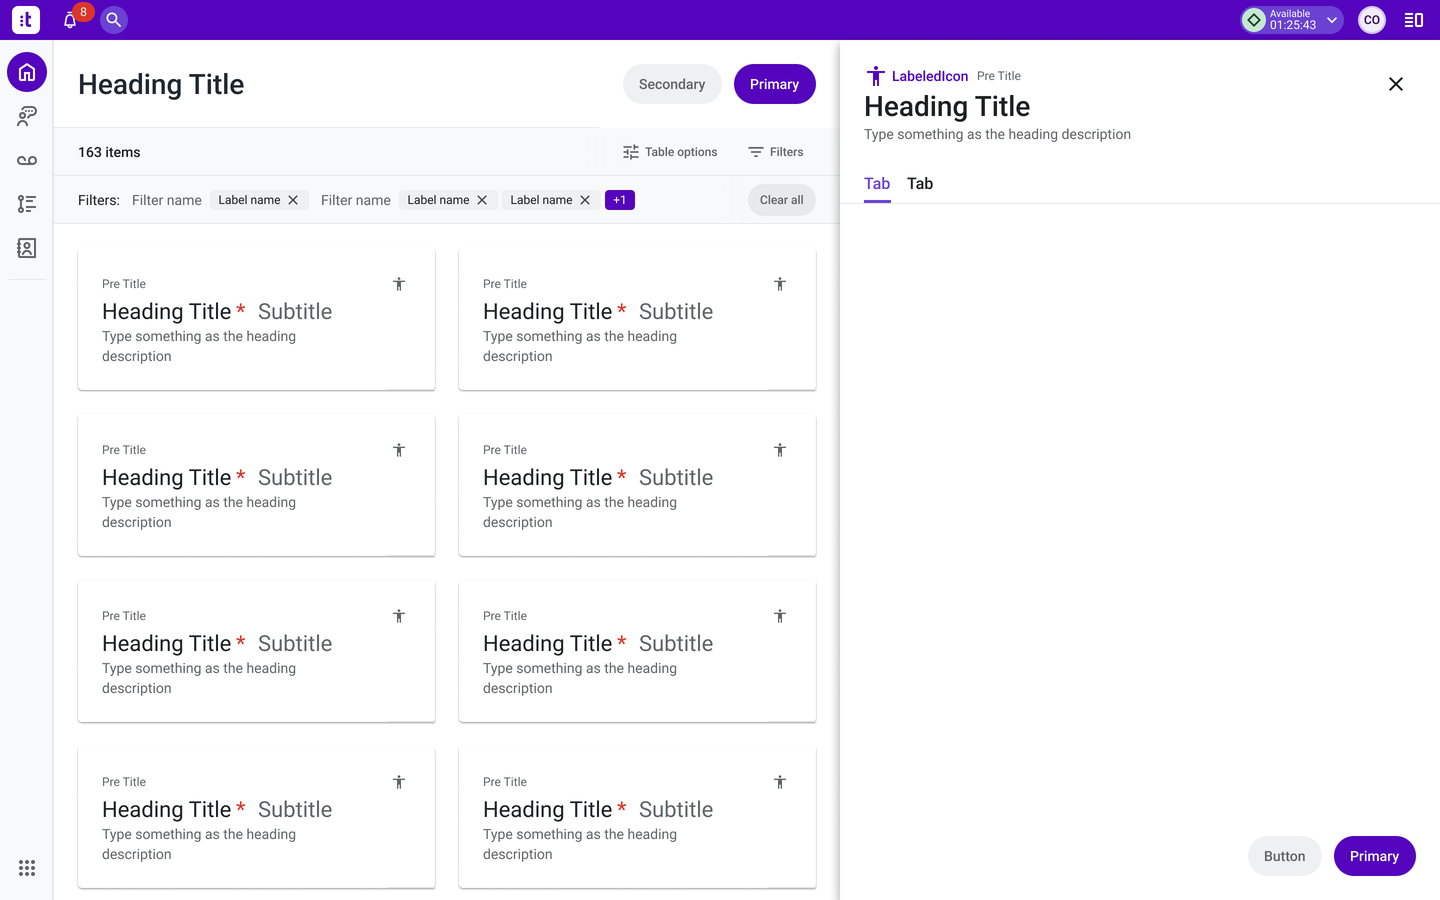 :t
8
Available
01:25:43
CO
Heading Title
Secondary
Primary
163 items
Table options
Filters
Filters: Filter name Label name Filter name Label name Label name +1
Clear all
Pre Title
Heading Title * Subtitle
Type something as the heading
description
Pre Title
Heading Title * Subtitle
Type something as the heading
description
Pre Title
Heading Title * Subtitle
Type something as the heading
description
Pre Title
Heading Title * Subtitle
Type something as the heading
description
Pre Title
Heading Title * Subtitle
Type something as the heading
description
Pre Title
Heading Title * Subtitle
Type something as the heading
description
Pre Title
Heading Title * Subtitle
Type something as the heading
description
Pre Title
Heading Title * Subtitle
Type something as the heading
description
LabeledIcon Pre Title
Heading Title
Type something as the heading description
Tab Tab
Button
Primary